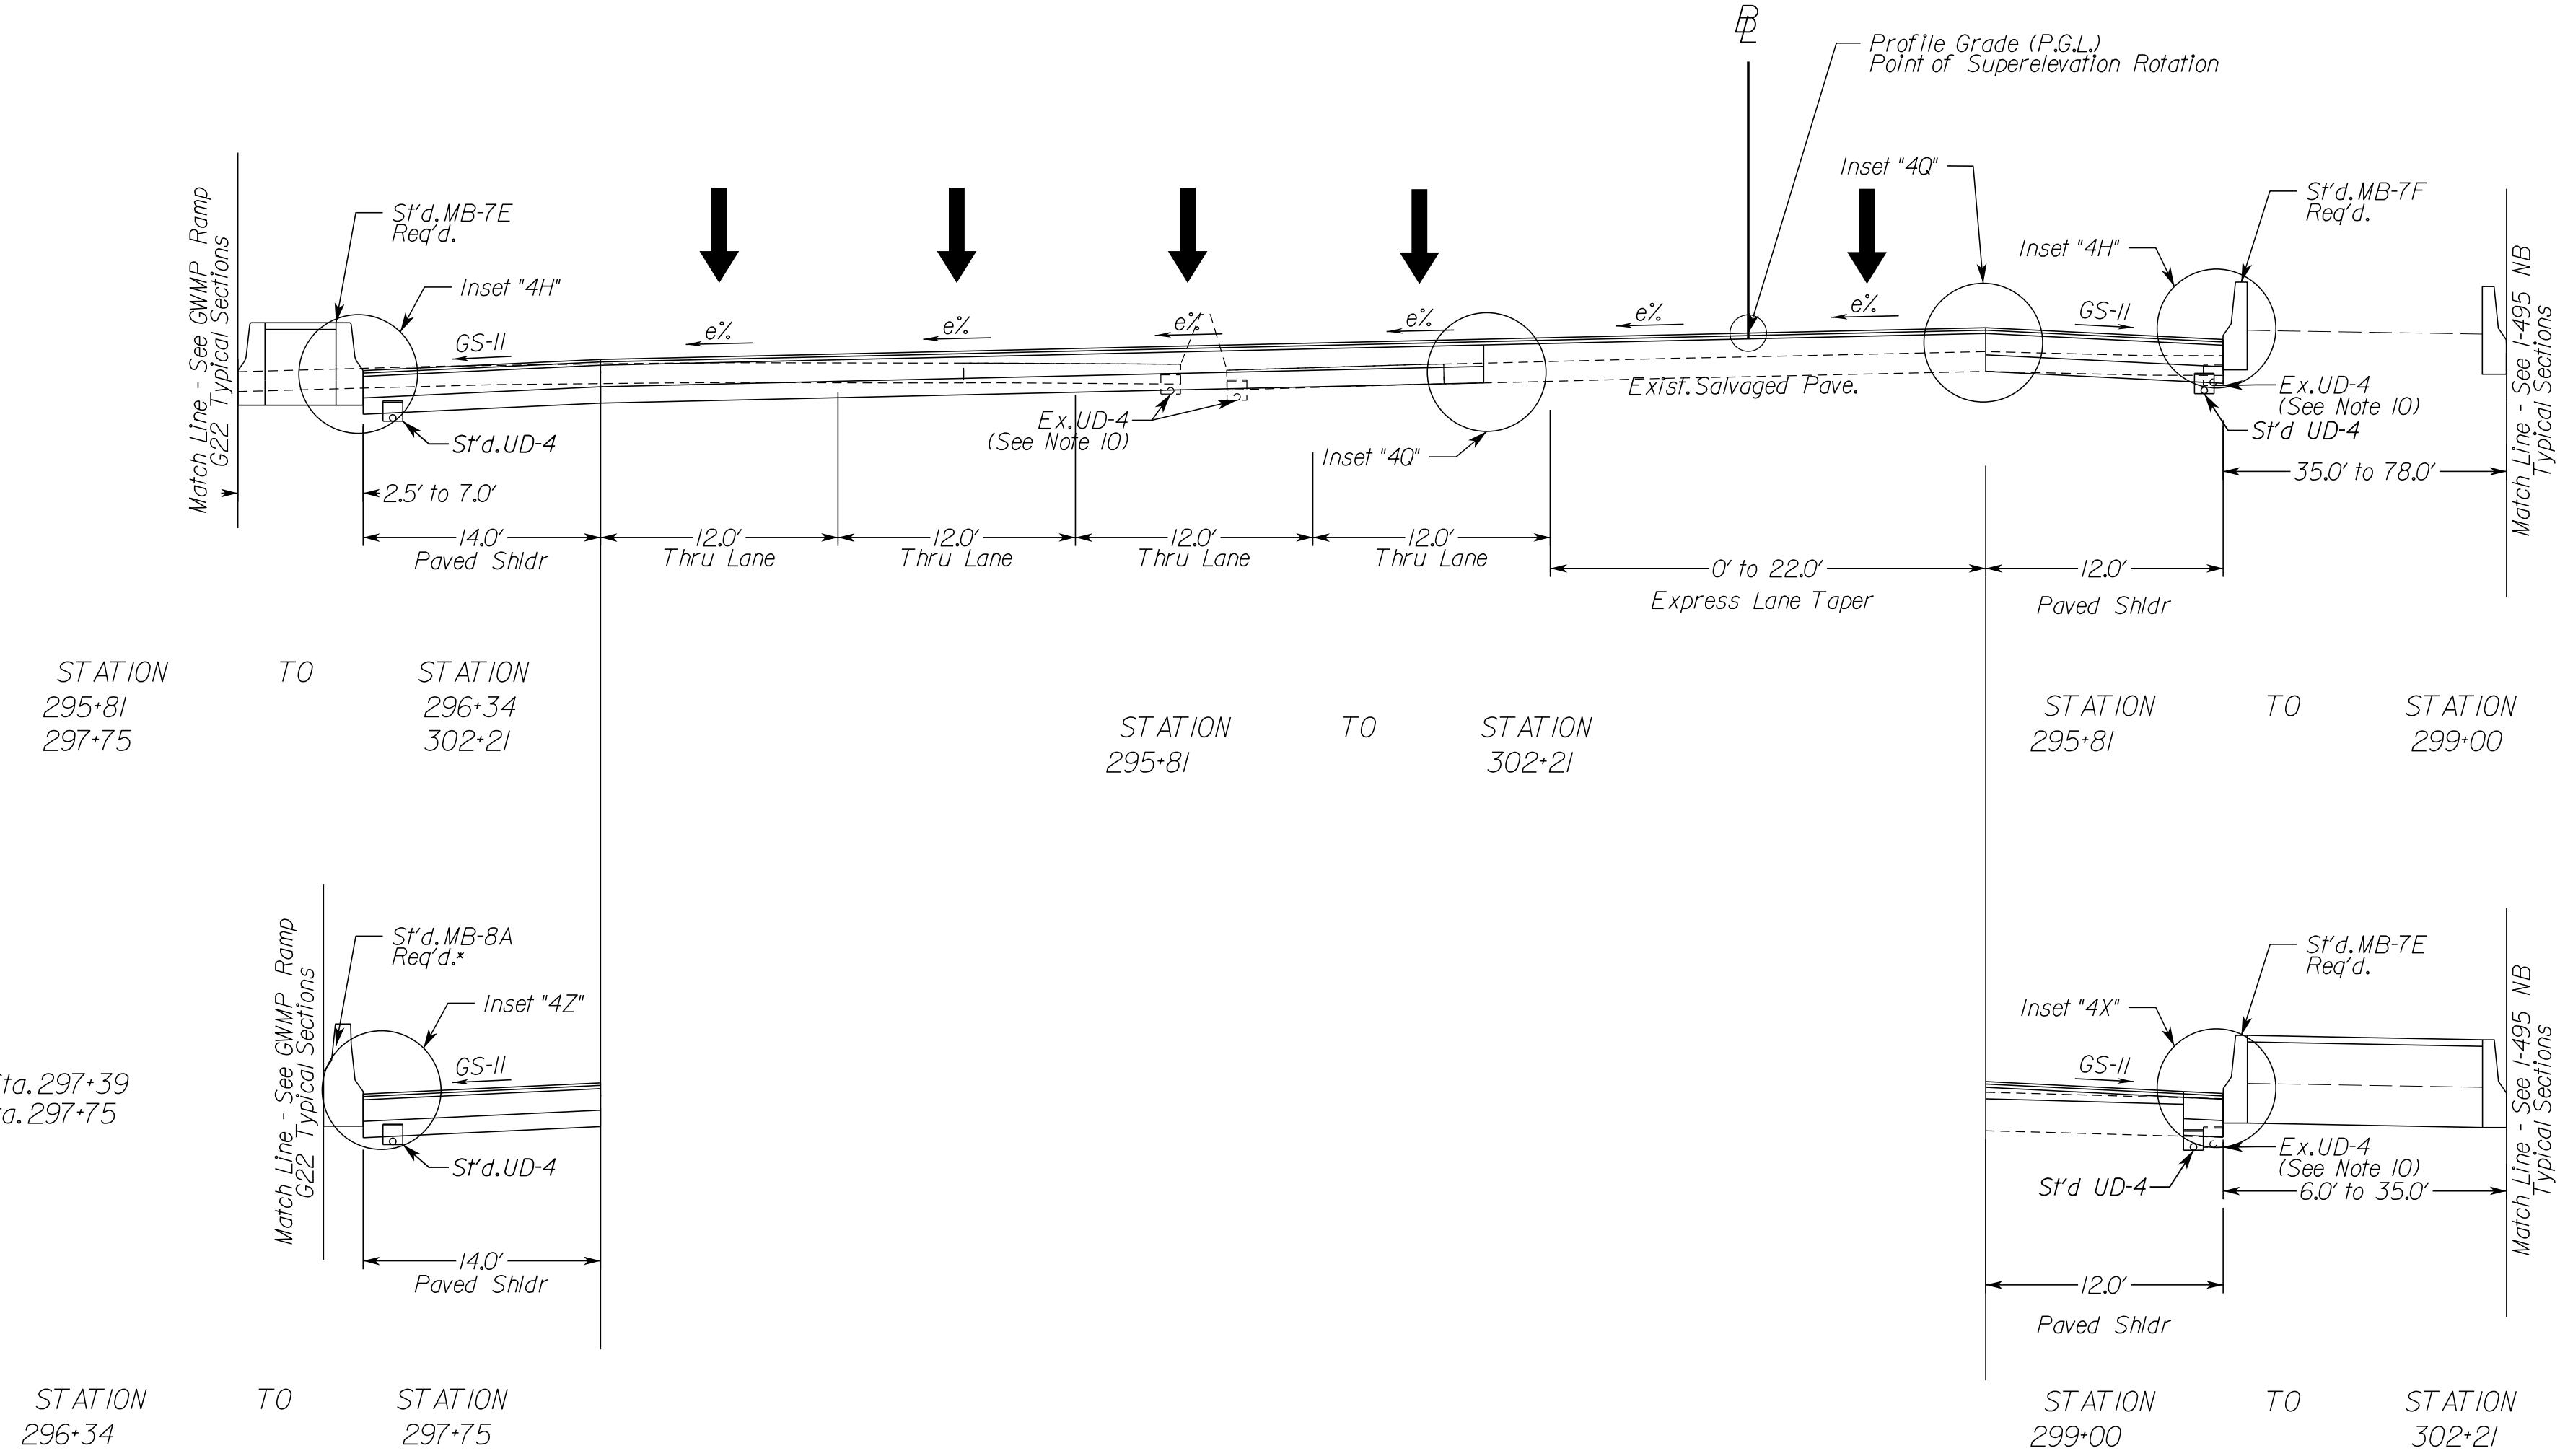 PL
Profile Grade (P.G.L.)
Point of Superelevation Rotation
Inset "4Q"
St'd. MB-7E
Req'd.
Inset "4H"
Match Line - See GWMP Ramp
G22 Typical Sections
St'd. MB-7F
Req'd.
Inset "4H"
Match Line - See I-495 NB
Typical Sections
GS-II
e%
e%
e%
e%
e%
e%
GS-II
Exist. Salvaged Pave.
Ex. UD-4
(See Note 10)
St'd. UD-4
Inset "4Q"
Ex. UD-4
(See Note 10)
St'd UD-4
35.0' to 78.0'
2.5' to 7.0'
14.0'
Paved Shldr
12.0'
Thru Lane
12.0'
Thru Lane
12.0'
Thru Lane
12.0'
Thru Lane
0' to 22.0'
Express Lane Taper
12.0'
Paved Shldr
STATION TO STATION
295+81 296+34
297+75 302+21
STATION TO STATION
295+81 302+21
STATION TO STATION
295+81 299+00
St'd. MB-8A
Req'd.*
Inset "4Z"
Match Line - See GWMP Ramp
G22 Typical Sections
GS-II
St'd. UD-4
ta. 297+39
a. 297+75
14.0'
Paved Shldr
St'd. MB-7E
Req'd.
Inset "4X"
Match Line - See I-495 NB
Typical Sections
GS-II
Ex. UD-4
(See Note 10)
St'd UD-4
6.0' to 35.0'
12.0'
Paved Shldr
STATION TO STATION
296+34 297+75
STATION TO STATION
299+00 302+21